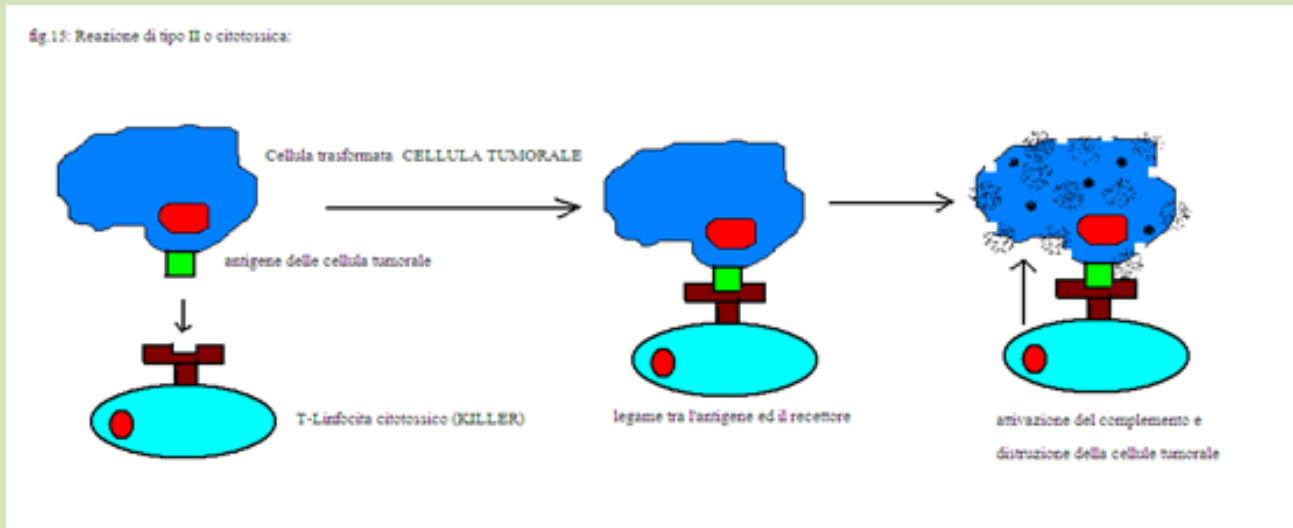 fig.15: Reazione di tipo II o citotossica:
Cellula trasformata CELLULA TUMORALE
antigene delle cellula tumorale
T-Linfocita citotossico (KILLER)
legame tra l'antigene ed il recettore
attivazione del complemento e
distruzione della cellule tumorale